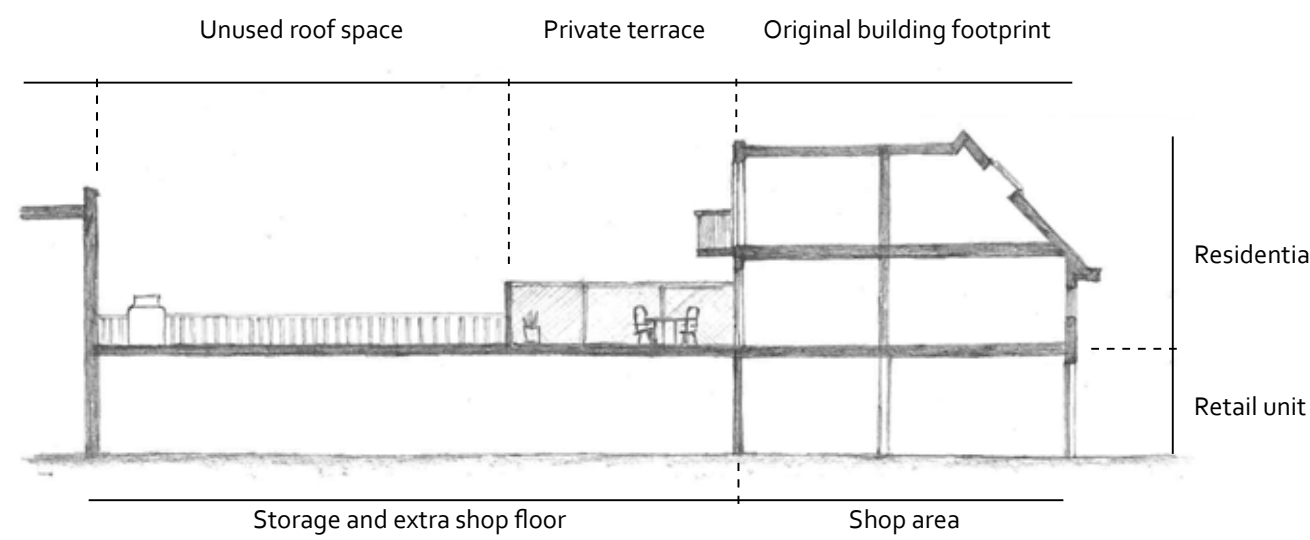 Unused roof space
Private terrace
Original building footprint
Residentia
Retail unit
Storage and extra shop floor
Shop area